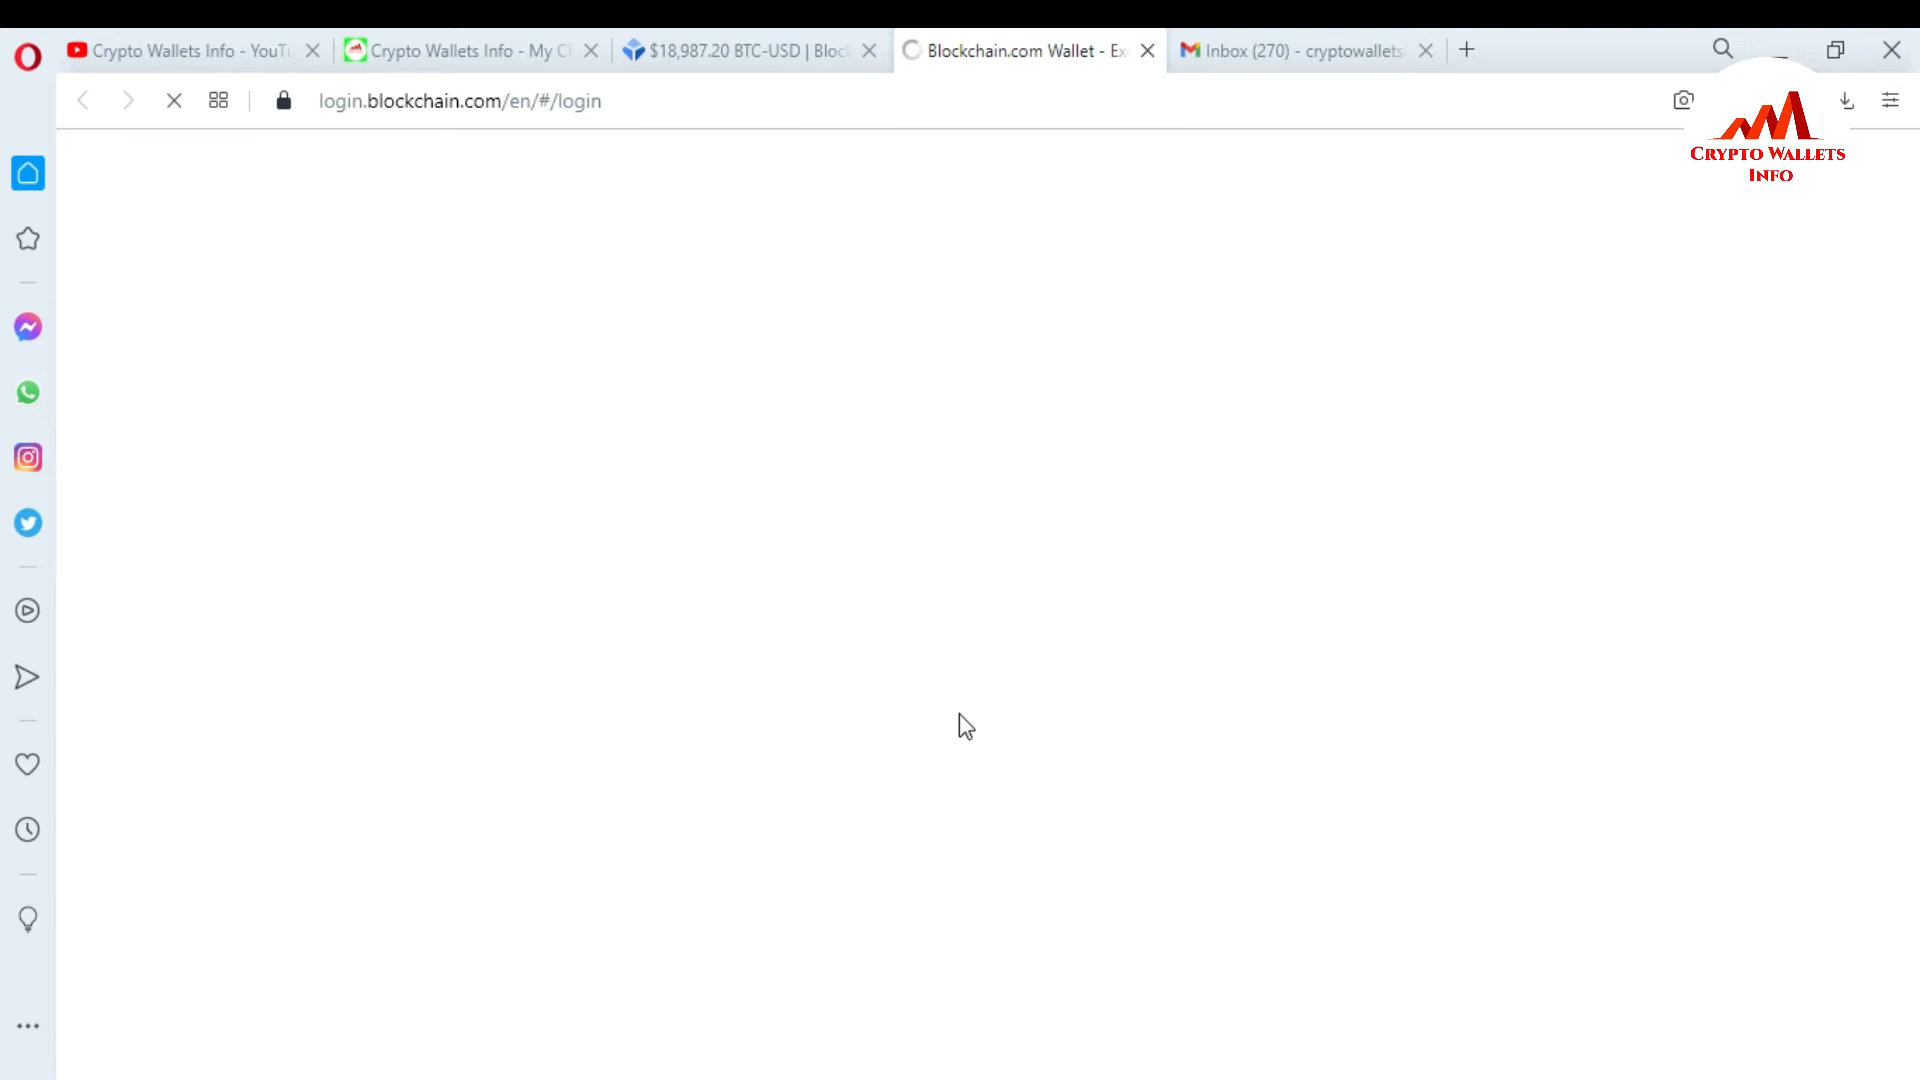 Crypto Wallets Info - YouTu
Crypto Wallets Info - My C
$18,987.20 BTC-USD | Block
Blockchain.com Wallet - Ex
Inbox (270) - cryptowallets
login.blockchain.com/en/#/login
CRYPTO WALLETS
INFO